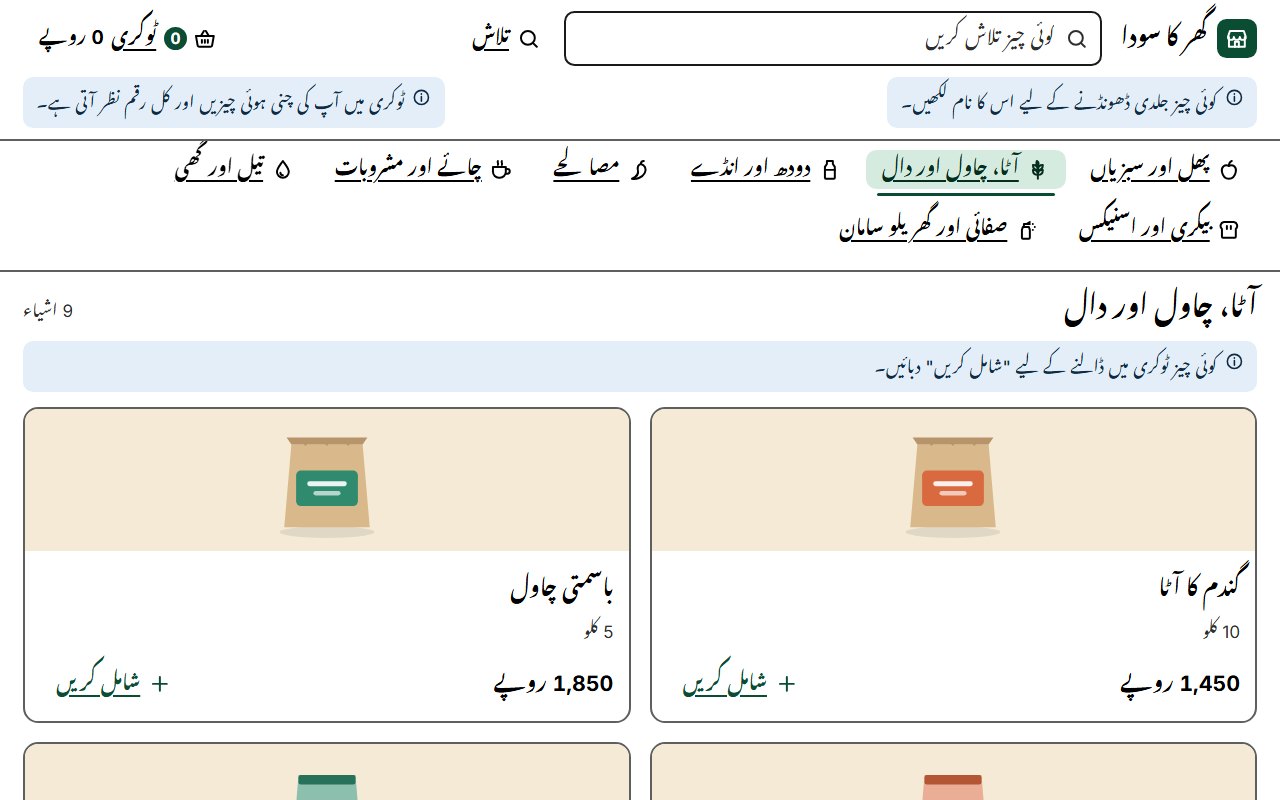 گھر کا سودا
کوئی چیز تلاش کریں
تلاش
ٹوکری 0 0 روپے
کوئی چیز جلدی ڈھونڈنے کے لیے اس کا نام لکھیں۔
ٹوکری میں آپ کی چنی ہوئی چیزیں اور کل رقم نظر آتی ہے۔
پھل اور سبزیاں
آٹا، چاول اور دال
دودھ اور انڈے
مصالحے
چائے اور مشروبات
تیل اور گھی
بیکری اور اسنیکس
صفائی اور گھریلو سامان
آٹا، چاول اور دال
9 اشیاء
کوئی چیز ٹوکری میں ڈالنے کے لیے "شامل کریں" دبائیں۔
گندم کا آٹا
10 کلو
1,450 روپے
شامل کریں
باسمتی چاول
5 کلو
1,850 روپے
شامل کریں